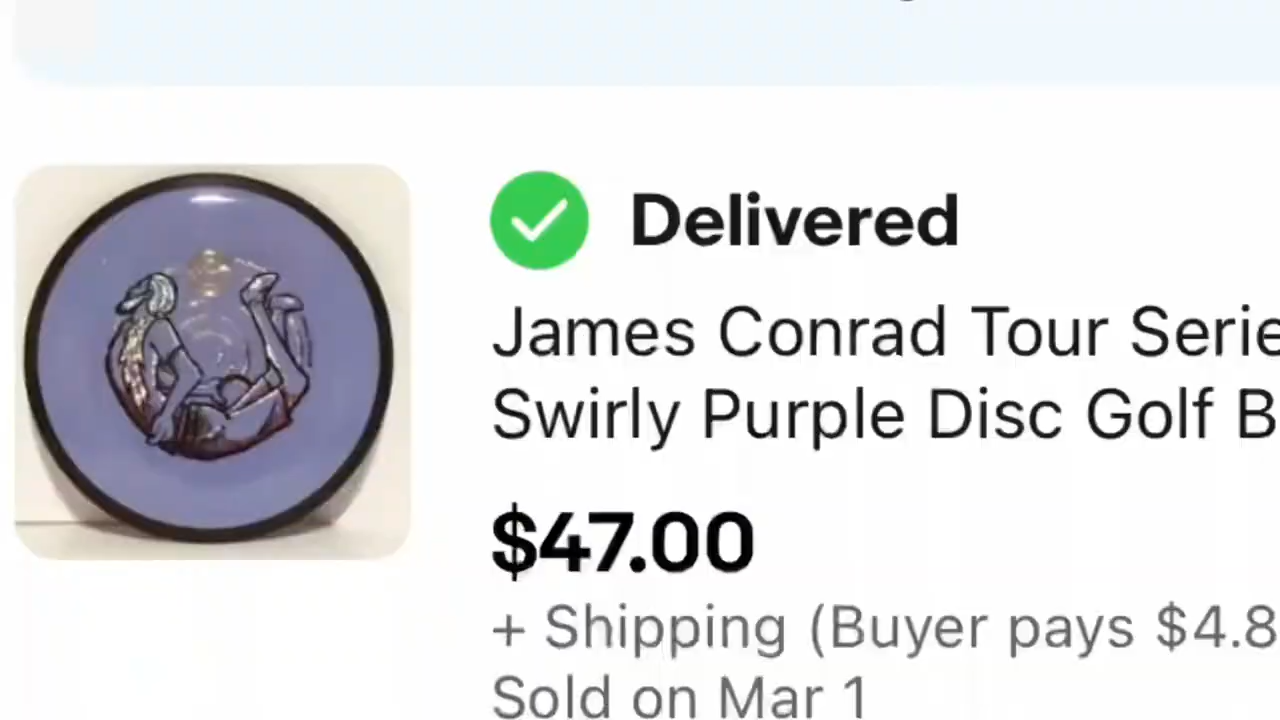 Delivered
James Conrad Tour Serie
Swirly Purple Disc Golf B
$47.00
+ Shipping (Buyer pays $4.8
Sold on Mar 1